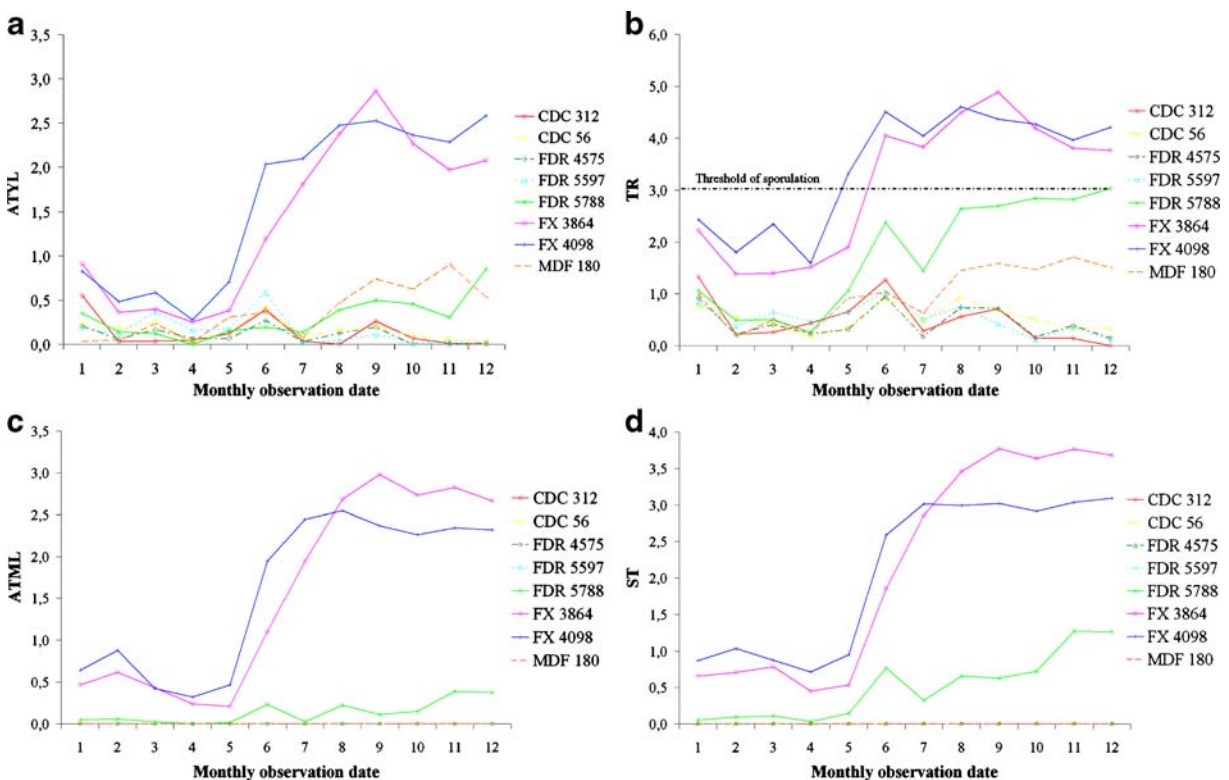 a
3,5
3,0
2,5
2,0
1,5
1,0
0,5
0,0
ATYL
1 2 3 4 5 6 7 8 9 10 11 12
Monthly observation date
CDC 312
CDC 56
FDR 4575
FDR 5597
FDR 5788
FX 3864
FX 4098
MDF 180
b
6,0
5,0
4,0
3,0
2,0
1,0
0,0
TR
Threshold of sporulation
1 2 3 4 5 6 7 8 9 10 11 12
Monthly observation date
CDC 312
CDC 56
FDR 4575
FDR 5597
FDR 5788
FX 3864
FX 4098
MDF 180
c
3,5
3,0
2,5
2,0
1,5
1,0
0,5
0,0
ATML
1 2 3 4 5 6 7 8 9 10 11 12
Monthly observation date
CDC 312
CDC 56
FDR 4575
FDR 5597
FDR 5788
FX 3864
FX 4098
MDF 180
d
4,0
3,5
3,0
2,5
2,0
1,5
1,0
0,5
0,0
ST
1 2 3 4 5 6 7 8 9 10 11 12
Monthly observation date
CDC 312
CDC 56
FDR 4575
FDR 5597
FDR 5788
FX 3864
FX 4098
MDF 180